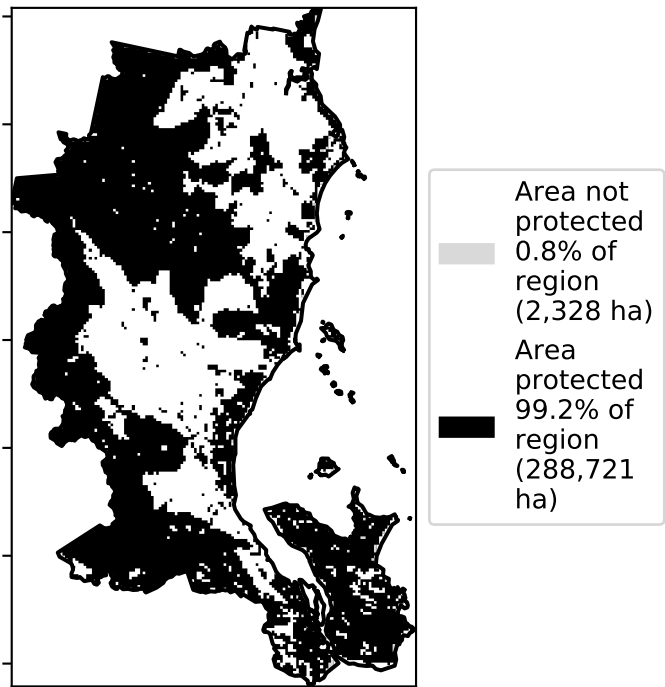 Area not
protected
0.8% of
region
(2,328 ha)
Area
protected
99.2% of
region
(288,721
ha)